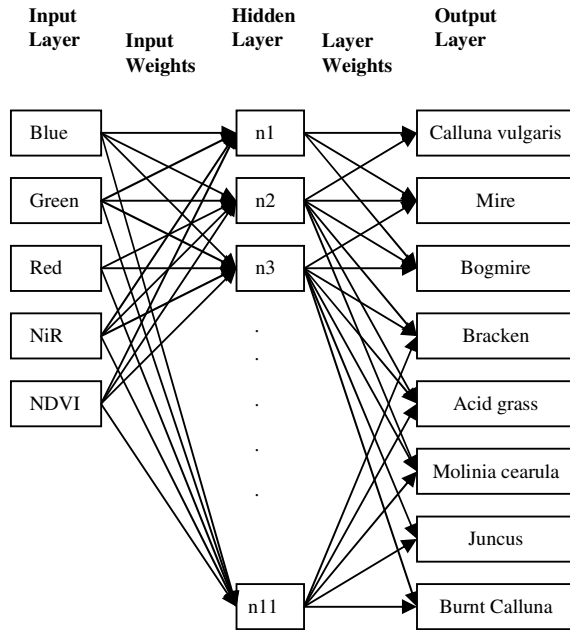 Input
Layer
Input
Weights
Hidden
Layer
Layer
Weights
Output
Layer
Blue
Green
Red
NiR
NDVI
n1
n2
n3
n11
Calluna vulgaris
Mire
Bogmire
Bracken
Acid grass
Molinia cearula
Juncus
Burnt Calluna